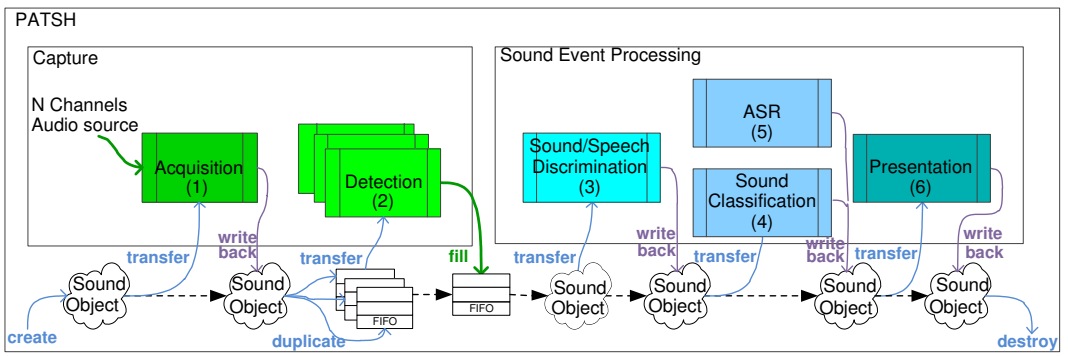 PATSH
Capture
N Channels
Audio source
Acquisition
(1)
Detection
(2)
Sound Event Processing
Sound/Speech
Discrimination
(3)
ASR
(5)
Sound
Classification
(4)
Presentation
(6)
transfer
write
back
transfer
fill
transfer
write
back
transfer
write
back
transfer
write
back
create
Sound
Object
Sound
Object
duplicate
FIFO
FIFO
Sound
Object
Sound
Object
Sound
Object
Sound
Object
destroy